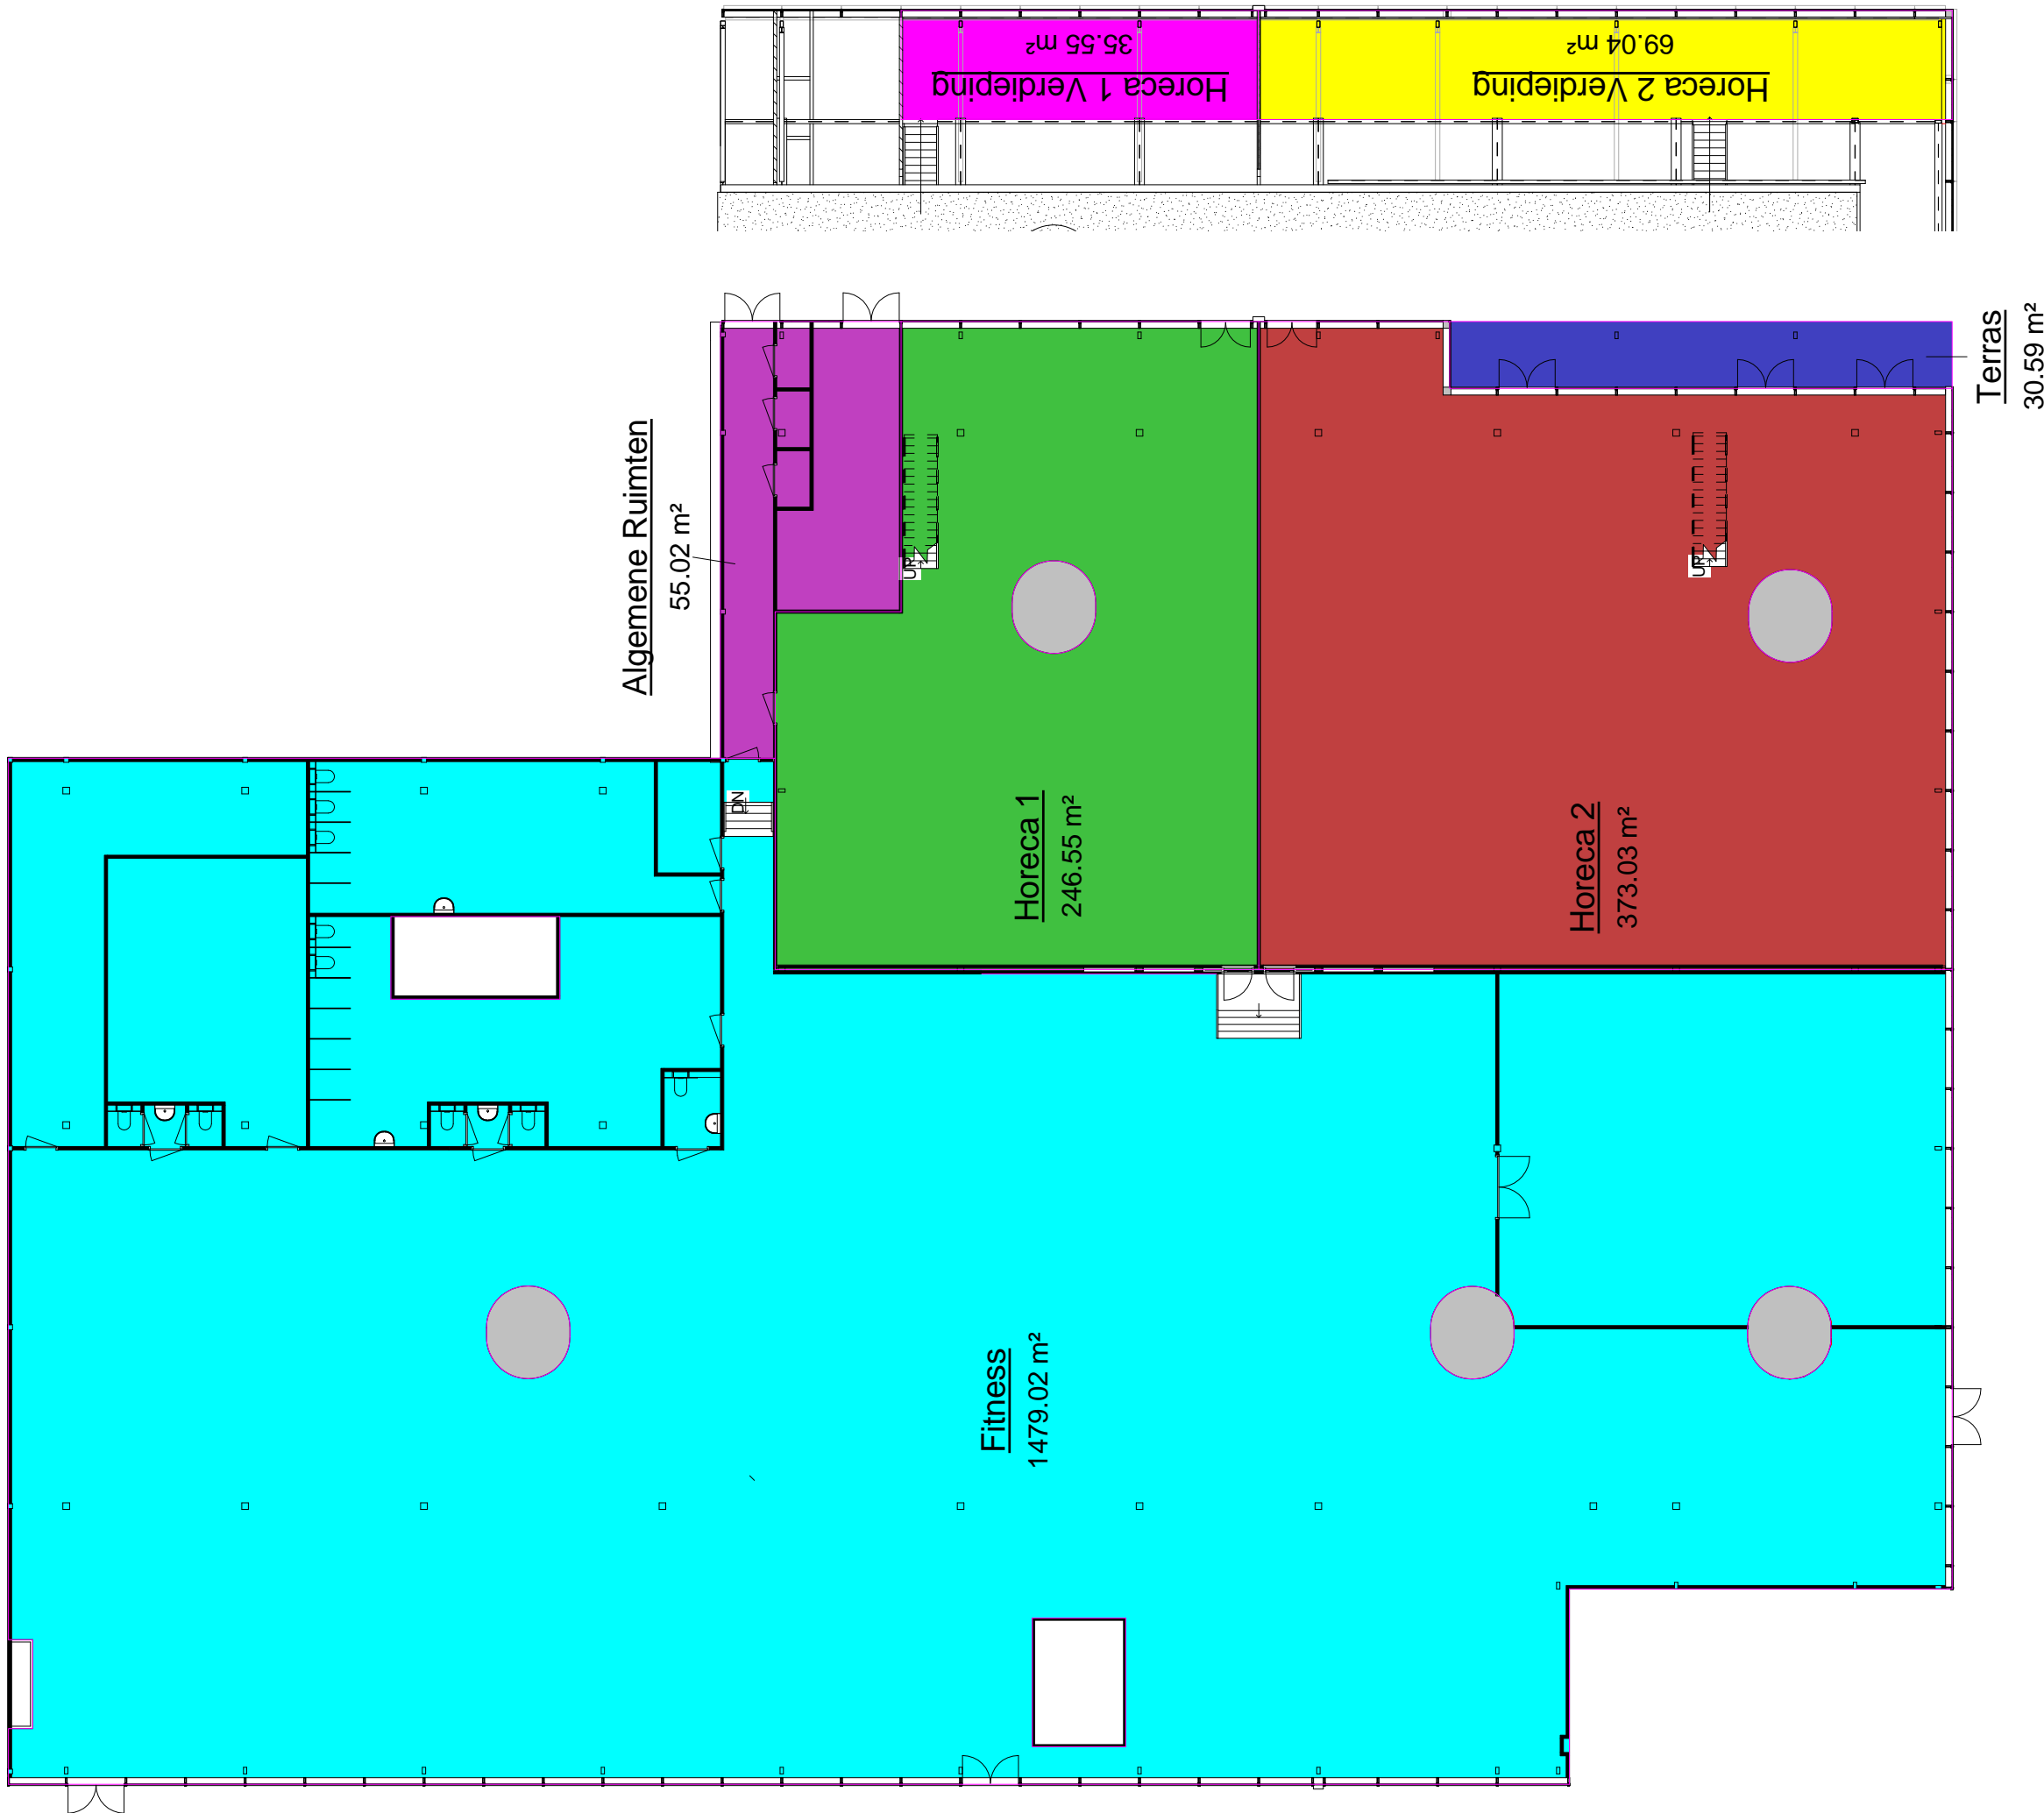 Horeca 1 Verdieping
35.55 m²
Horeca 2 Verdieping
69.04 m²
Terras
30.59 m²
Algemene Ruimten
55.02 m²
UP
UP
DN
Horeca 1
246.55 m²
Horeca 2
373.03 m²
Fitness
1479.02 m²